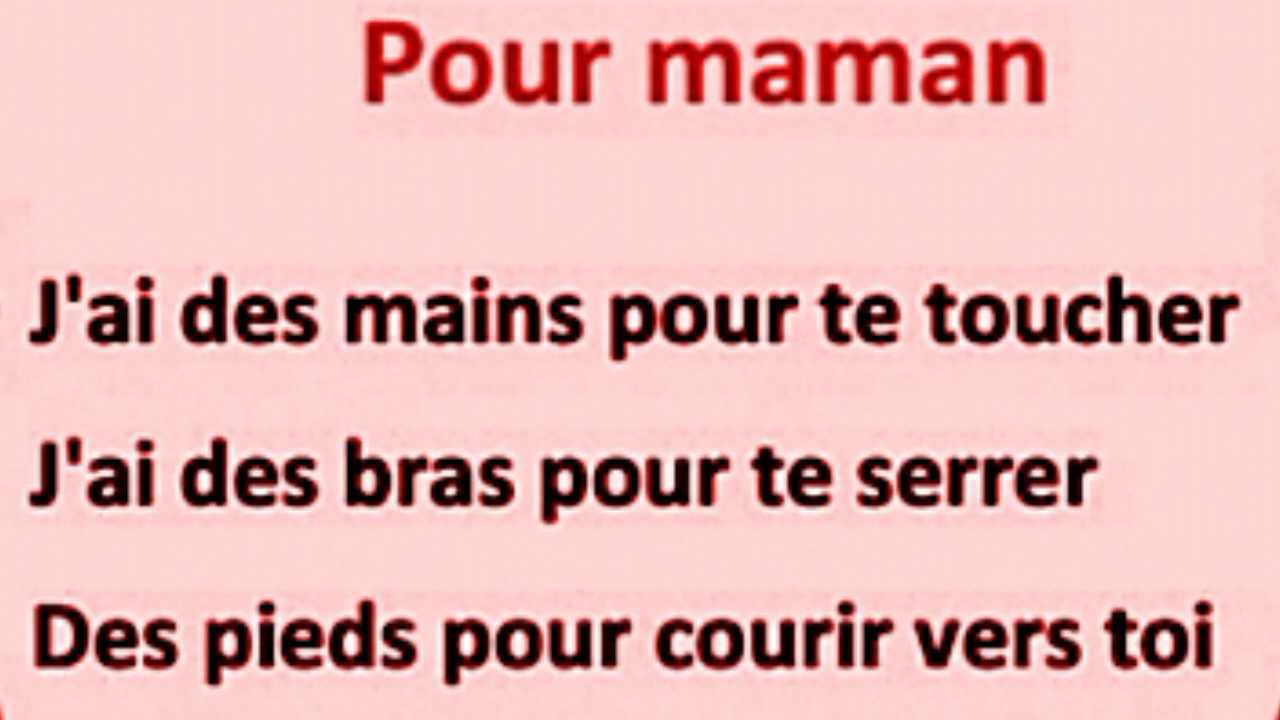 Pour maman
J'ai des mains pour te toucher
J'ai des bras pour te serrer
Des pieds pour courir vers toi